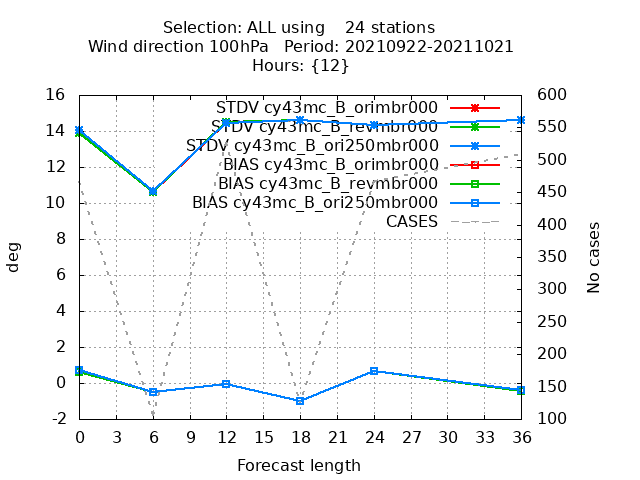 Selection: ALL using 24 stations
Wind direction 100hPa Period: 20210922-20211021
Hours: {12}
STDV cy43mc_B_orimbr000
STDV cy43mc_B_revmbr000
STDV cy43mc_B_ori250mbr000
BIAS cy43mc_B_orimbr000
BIAS cy43mc_B_revmbr000
BIAS cy43mc_B_ori250mbr000
CASES
deg
16
14
12
10
8
6
4
2
0
-2
600
550
500
450
400
350
300
250
200
150
100
No cases
0 3 6 9 12 15 18 21 24 27 30 33 36
Forecast length